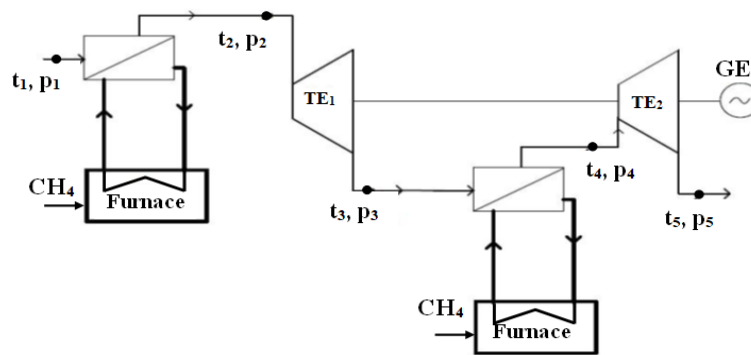 t₂, p₂
GE
t₁, p₁
TE₁
TE₂
t₄, p₄
CH₄
Furnace
t₃, p₃
t₅, p₅
CH₄
Furnace